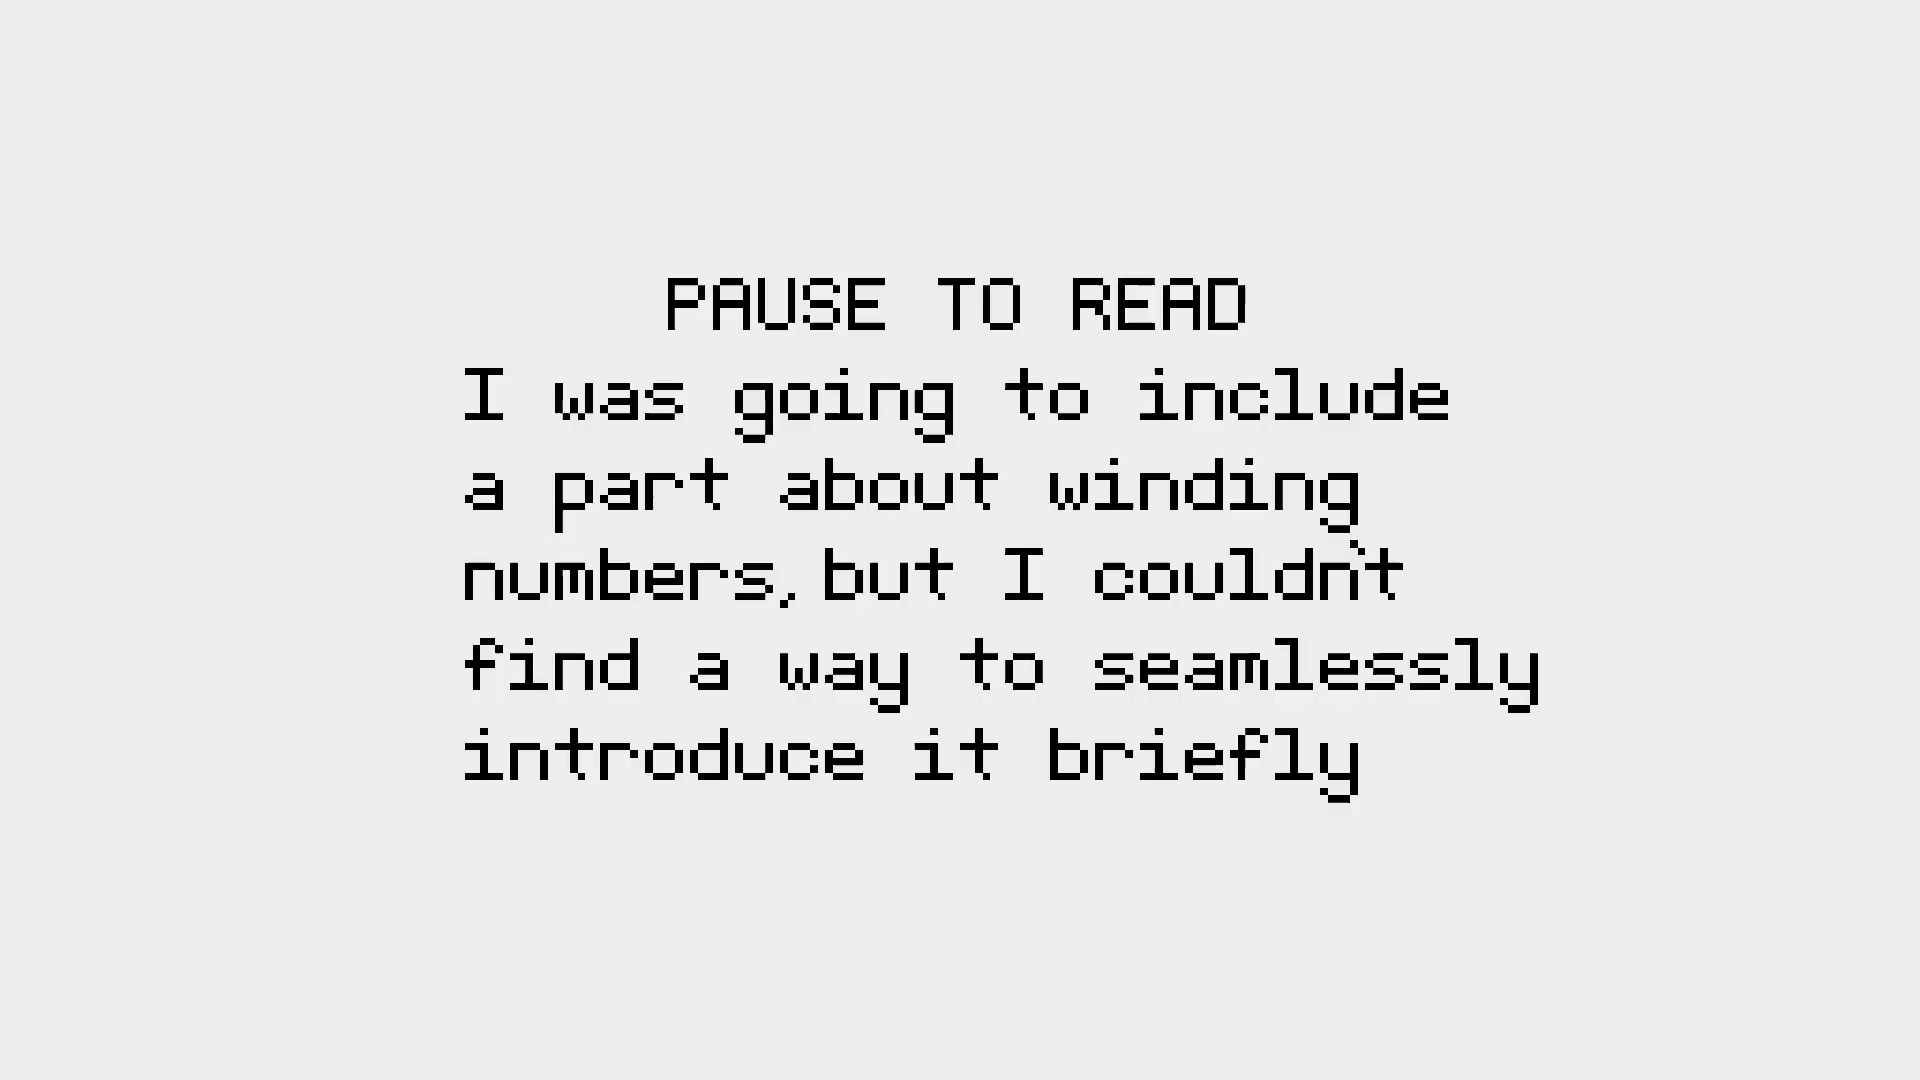 PAUSE TO READ
I was going to include
a part about winding
numbers, but I couldn't
find a way to seamlessly
introduce it briefly